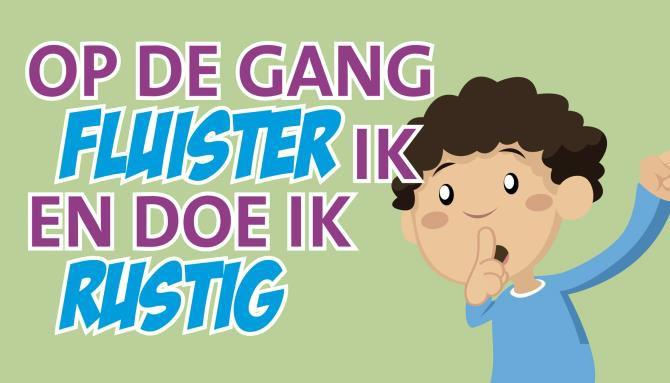 OP DE GANG
FLUISTER IK
EN DOE IK
RUSTIG